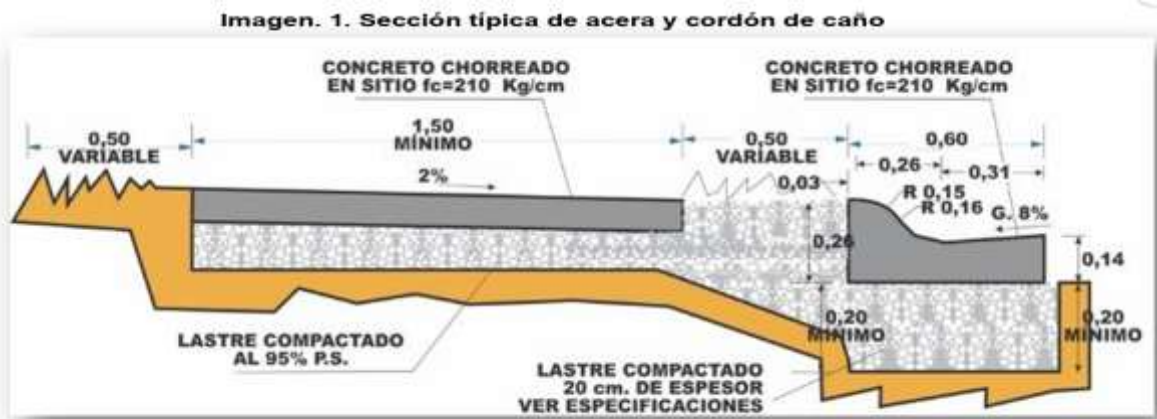 Imagen. 1. Sección típica de acera y cordón de caño
CONCRETO CHORREADO
EN SITIO fc=210 Kg/cm
CONCRETO CHORREADO
EN SITIO fc=210 Kg/cm
0,50
VARIABLE
1,50
MÍNIMO
0,50
VARIABLE
0,60
0,26
0,31
2%
0,03
R 0,15
R 0,16
G. 8%
0,26
0,14
0,20
MINIMO
0,20
MÍNIMO
LASTRE COMPACTADO
AL 95% P.S.
LASTRE COMPACTADO
20 cm. DE ESPESOR
VER ESPECIFICACIONES